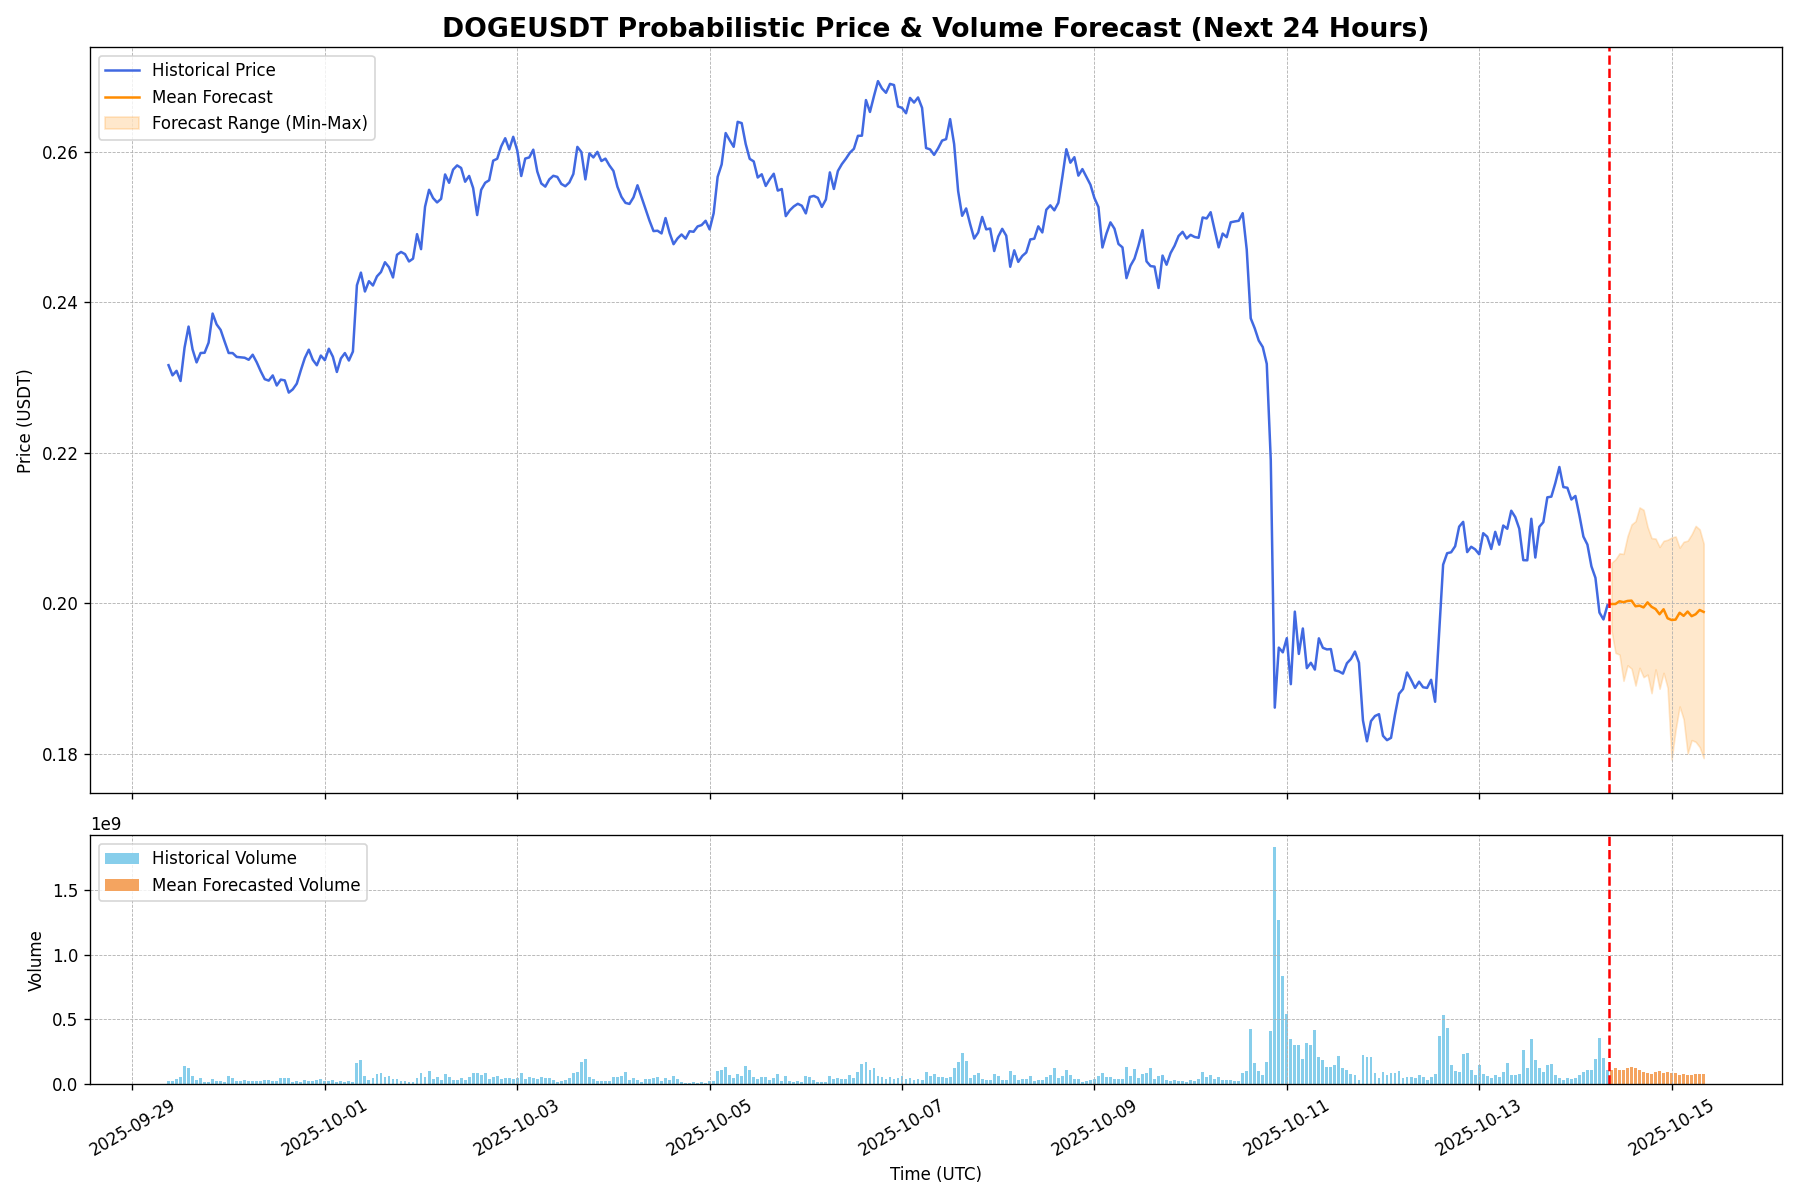 DOGEUSDT Probabilistic Price & Volume Forecast (Next 24 Hours)
Historical Price
Mean Forecast
Forecast Range (Min-Max)
0.26
0.24
0.22
0.20
0.18
Price (USDT)
1e9
Historical Volume
Mean Forecasted Volume
1.5
1.0
0.5
0.0
Volume
2025-09-29
2025-10-01
2025-10-03
2025-10-05
2025-10-07
2025-10-09
2025-10-11
2025-10-13
2025-10-15
Time (UTC)